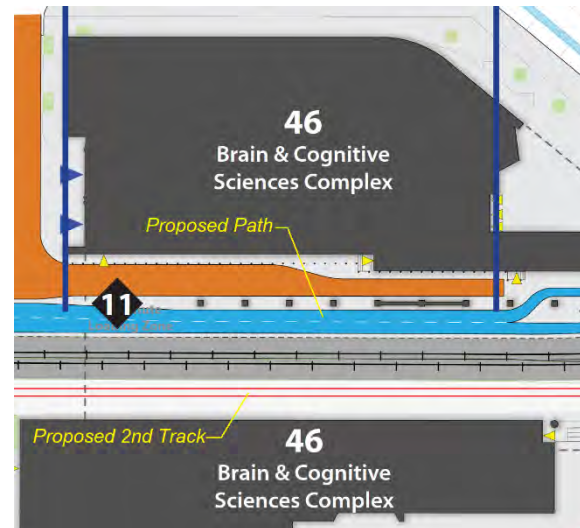 46
Brain & Cognitive
Sciences Complex
Proposed Path
11
Proposed 2nd Track
46
Brain & Cognitive
Sciences Complex